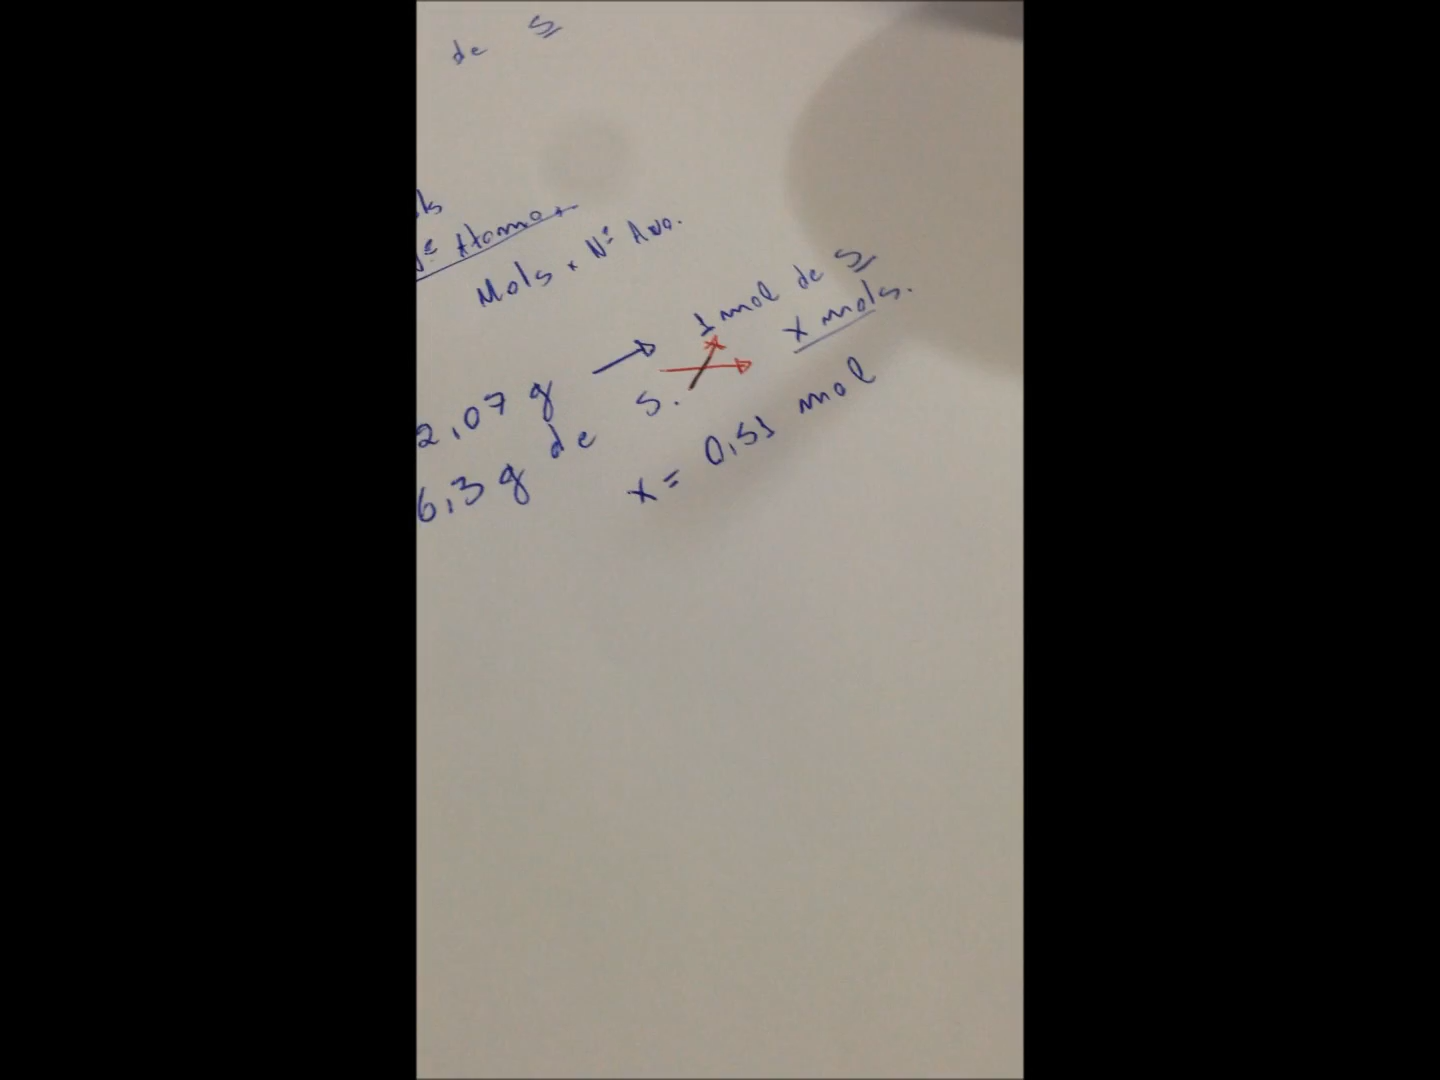 de S
Nº Atomos
Mols x Nº Avo.
2,07 g → 1 mol de S
6,3 g de S. x mols.
x = 0,51 mol